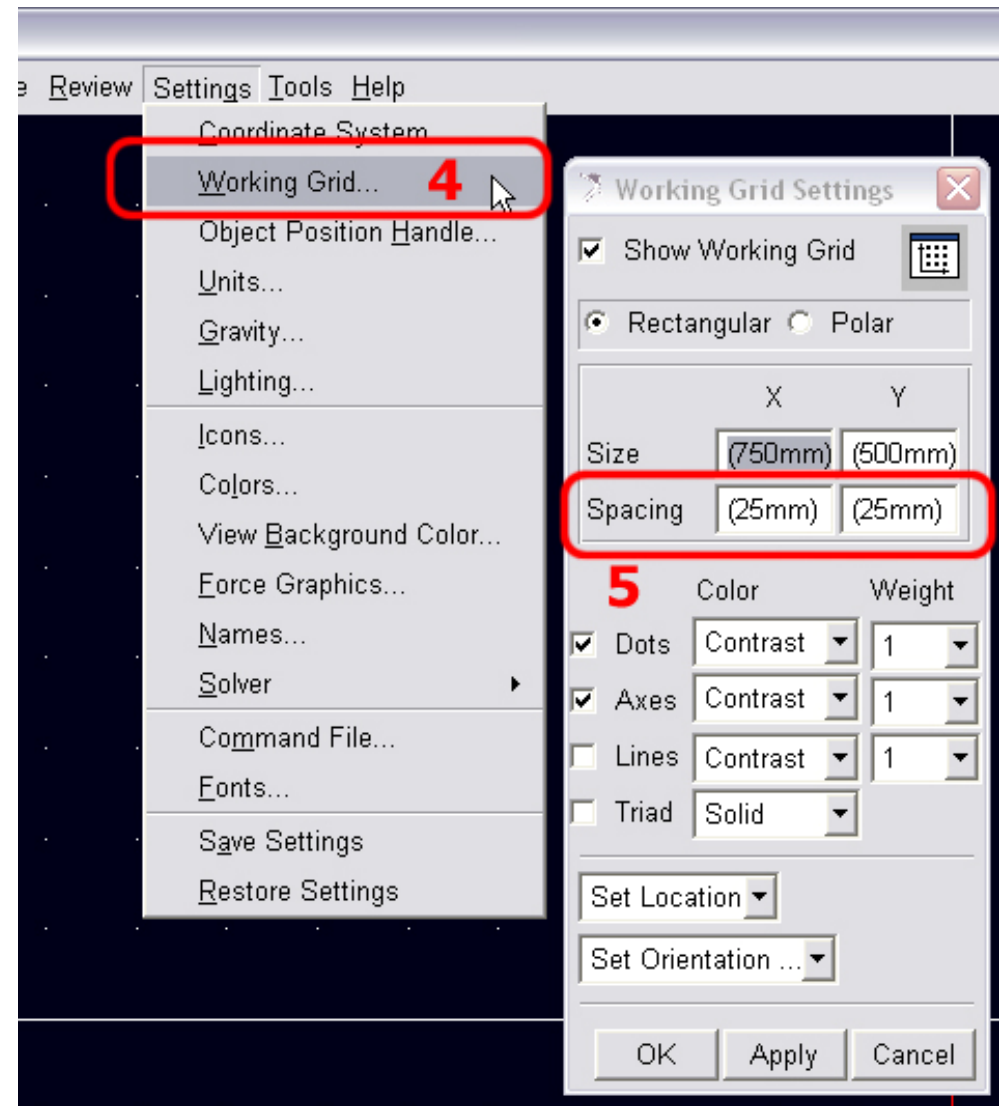 Review Settings Tools Help
Coordinate System
Working Grid... 4
Object Position Handle...
Units...
Gravity...
Lighting...
Icons...
Colors...
View Background Color...
Force Graphics...
Names...
Solver
Command File...
Fonts...
Save Settings
Restore Settings
Working Grid Settings
Show Working Grid
Rectangular Polar
X Y
Size (750mm) (500mm)
Spacing (25mm) (25mm)
5 Color Weight
Dots Contrast 1
Axes Contrast 1
Lines Contrast 1
Triad Solid
Set Location
Set Orientation ...
OK Apply Cancel